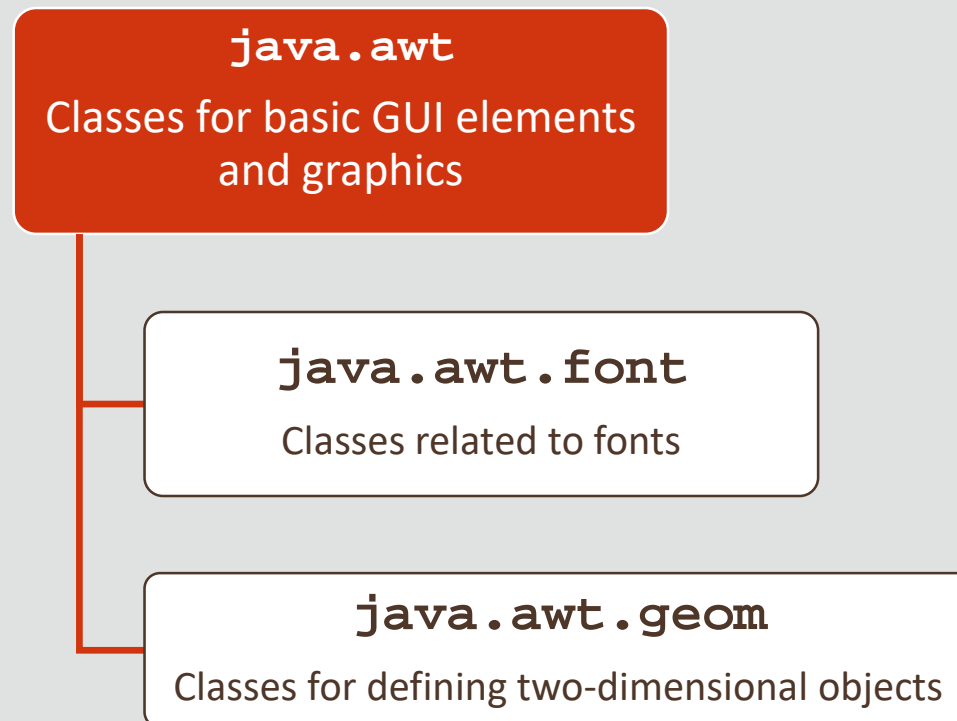 java.awt
Classes for basic GUI elements
and graphics
java.awt.font
Classes related to fonts
java.awt.geom
Classes for defining two-dimensional objects